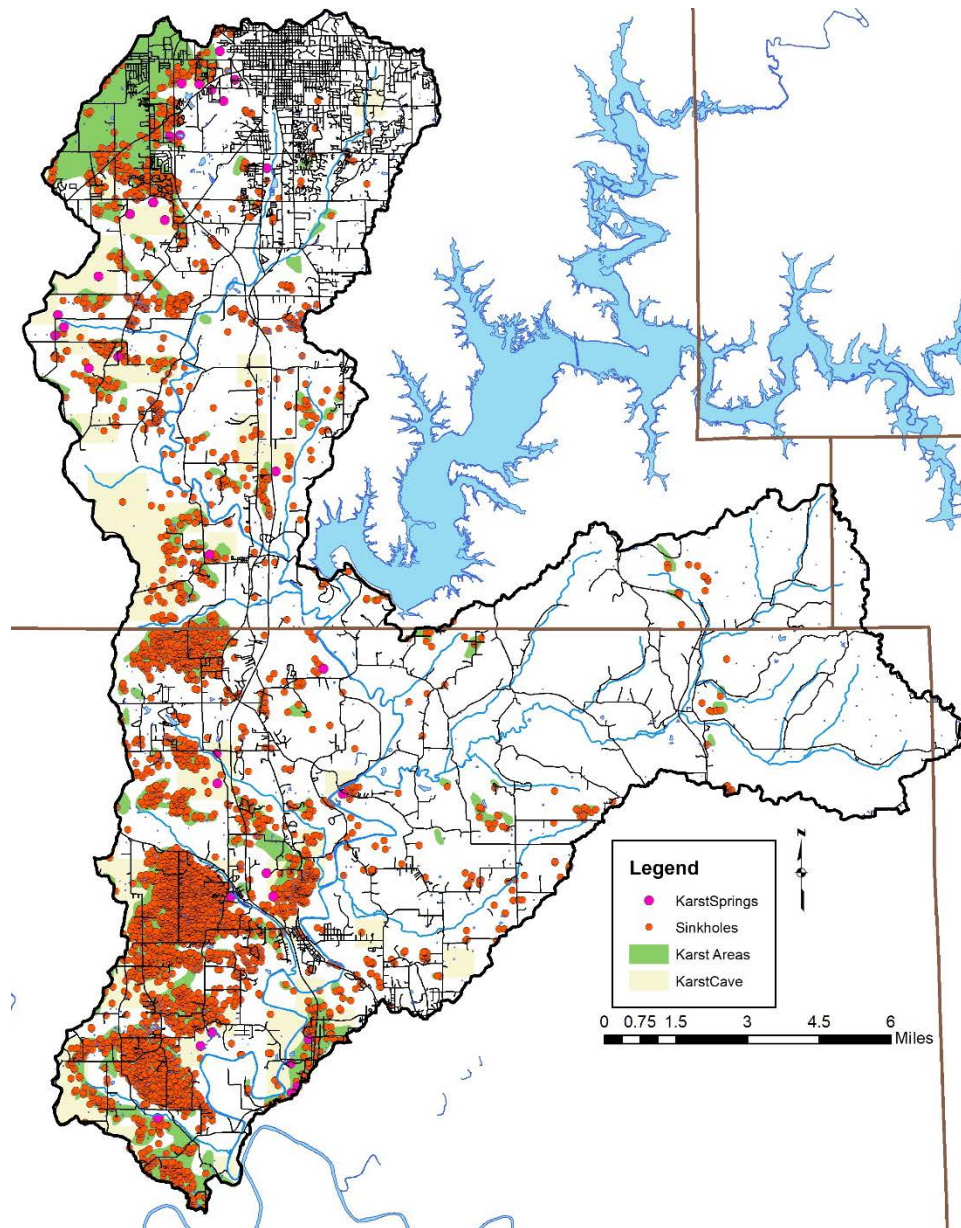 N
Legend
KarstSprings
Sinkholes
Karst Areas
KarstCave
0 0.75 1.5 3 4.5 6
Miles